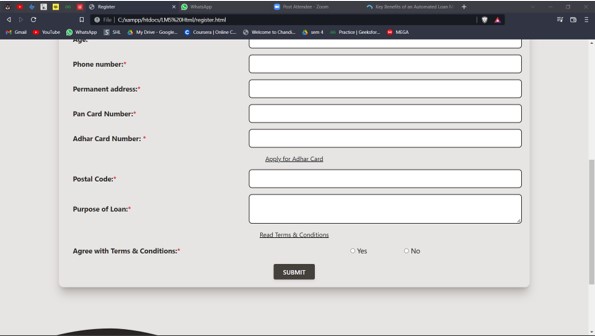 Register
WhatsApp
Post Attendee - Zoom
Key Benefits of an Automated Loan
File | C:/xampp/htdocs/LMS%20Html/register.html
Gmail YouTube WhatsApp SHL My Drive - Google... Coursera | Online C... Welcome to Chandi... sem 4 Practice | Geeksfor... MEGA
Age:
Phone number:*
Permanent address:*
Pan Card Number:*
Adhar Card Number: *
Apply for Adhar Card
Postal Code:*
Purpose of Loan:*
Read Terms & Conditions
Agree with Terms & Conditions:* Yes No
SUBMIT